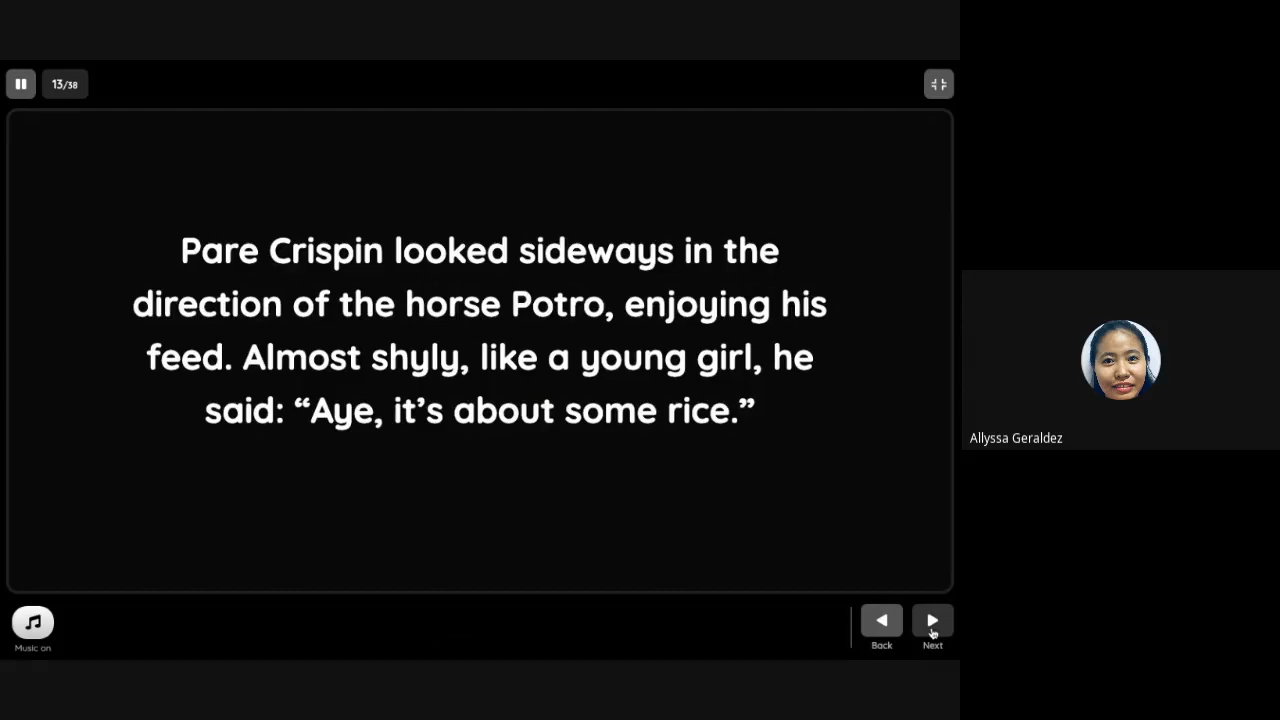 13/38
Pare Crispin looked sideways in the
direction of the horse Potro, enjoying his
feed. Almost shyly, like a young girl, he
said: “Aye, it’s about some rice.”
Allyssa Geraldez
Music on
Back
Next